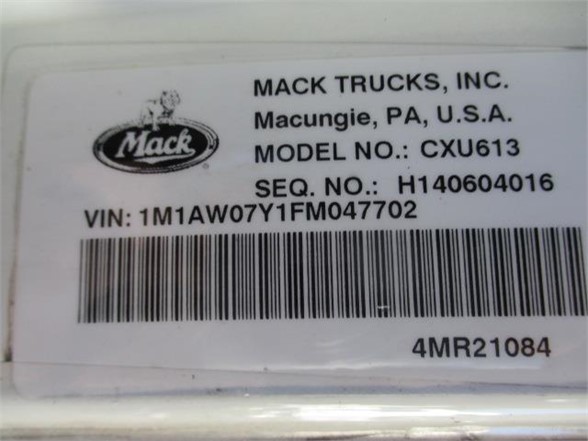 Mack
MACK TRUCKS, INC.
Macungie, PA, U.S.A.
MODEL NO.: CXU613
SEQ. NO.: H140604016
VIN: 1M1AW07Y1FM047702
4MR21084